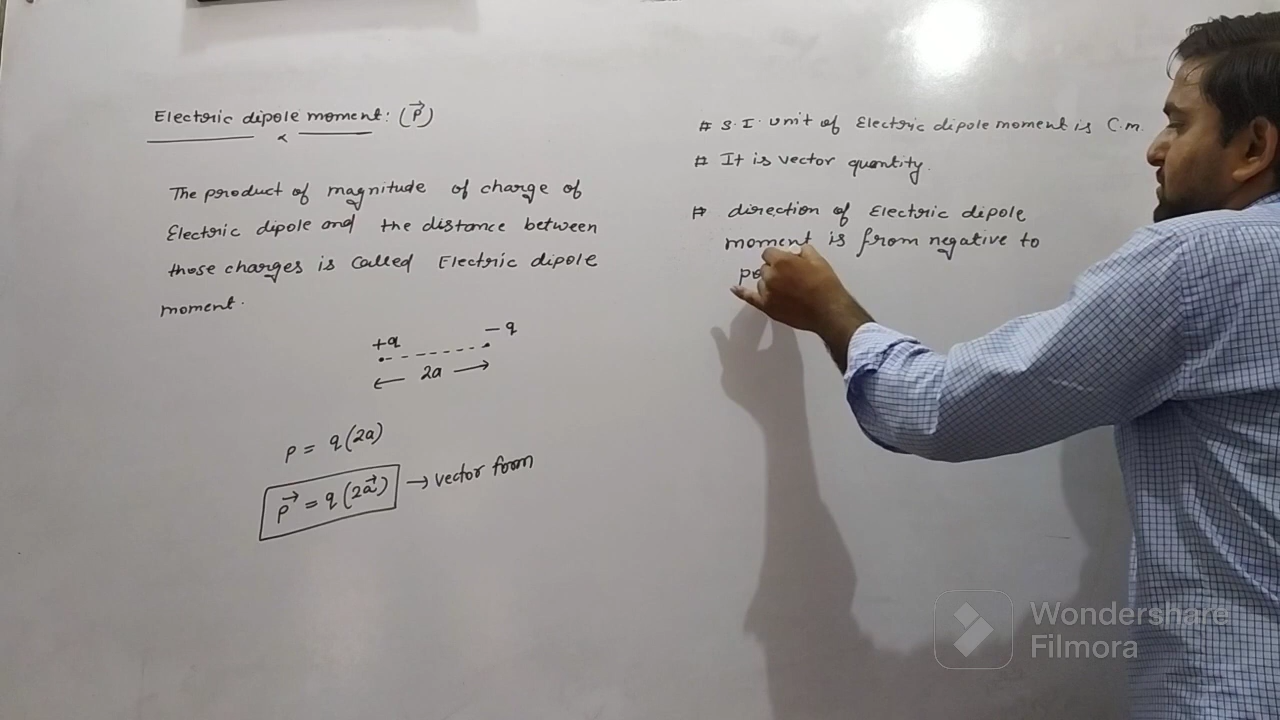 Electric dipole moment: (p⃗)
The product of magnitude of charge of
Electric dipole and the distance between
those charges is called Electric dipole
moment.
+q - q
2a
p = q(2a)
p⃗ = q(2a⃗) → vector form
# S.I. unit of Electric dipole moment is C.m.
# It is vector quantity.
# direction of Electric dipole
moment is from negative to
po
Wondershare
Filmora